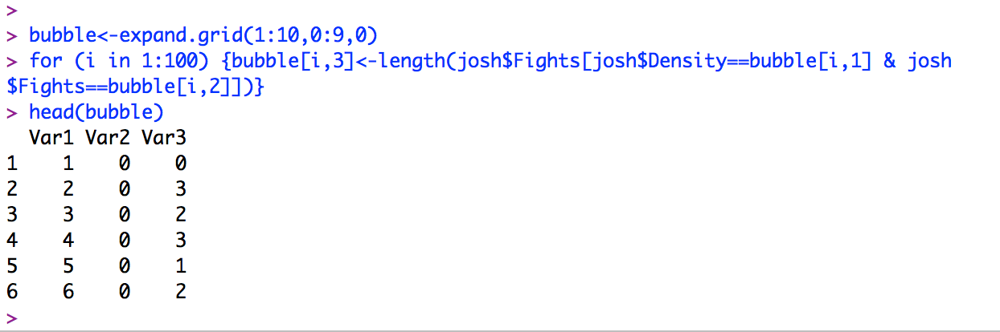 >
> bubble<-expand.grid(1:10,0:9,0)
> for (i in 1:100) {bubble[i,3]<-length(josh$Fights[josh$Density==bubble[i,1] & josh
$Fights==bubble[i,2]])}
> head(bubble)
  Var1 Var2 Var3
1    1    0    0
2    2    0    3
3    3    0    2
4    4    0    3
5    5    0    1
6    6    0    2
>